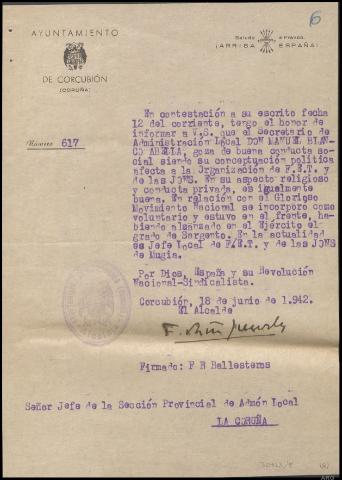 6
AYUNTAMIENTO
Saludo a Franco.
¡ARRIBA ESPAÑA!
DE CORCUBIÓN
(CORUÑA)
Número 617
En contestación a su escrito fecha
12 del corriente, tengo el honor de
informar a V.S. que el Secretario de
Administración Local DON MANUEL BLAN-
CO ABELLA, goza de buena conducta so-
cial siendo su conceptuación política
afecta a la Organización de F.E.T. y
de las JONS. En su aspecto religioso
y conducta privada, es igualmente
buena. En relación con el Glorioso
Movimiento Nacional se incorporo como
voluntario y estuvo en el frente, ha-
biendo alcanzado en el Ejército el
grado de Sargento. En la actualidad
es Jefe Local de F.E.T. y de las JONS
de Mugia.
Por Dios, España y su Revolución
Nacional-Sindicalista.
Corcubión, 18 de junio de 1.942.
El Alcalde
Firmado: F R Ballesteros
Señor Jefe de la Sección Provincial de Admón Local
LA CORUÑA